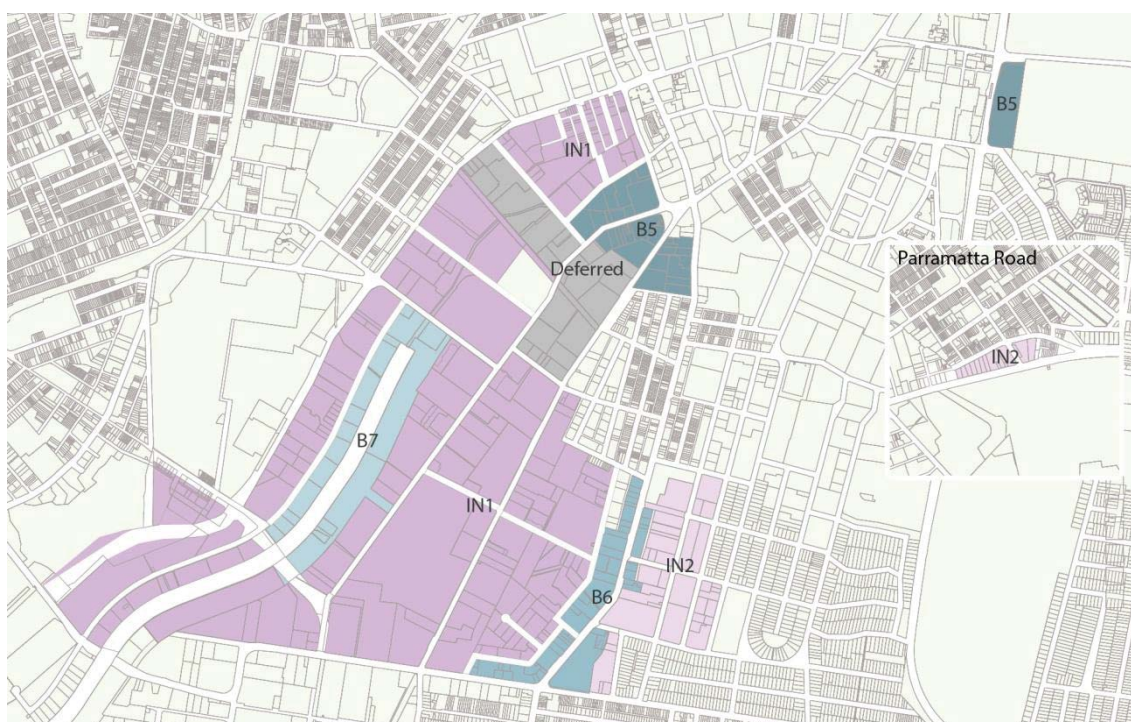 B5
IN1
B5
Deferred
Parramatta Road
IN2
B7
IN1
IN2
B6